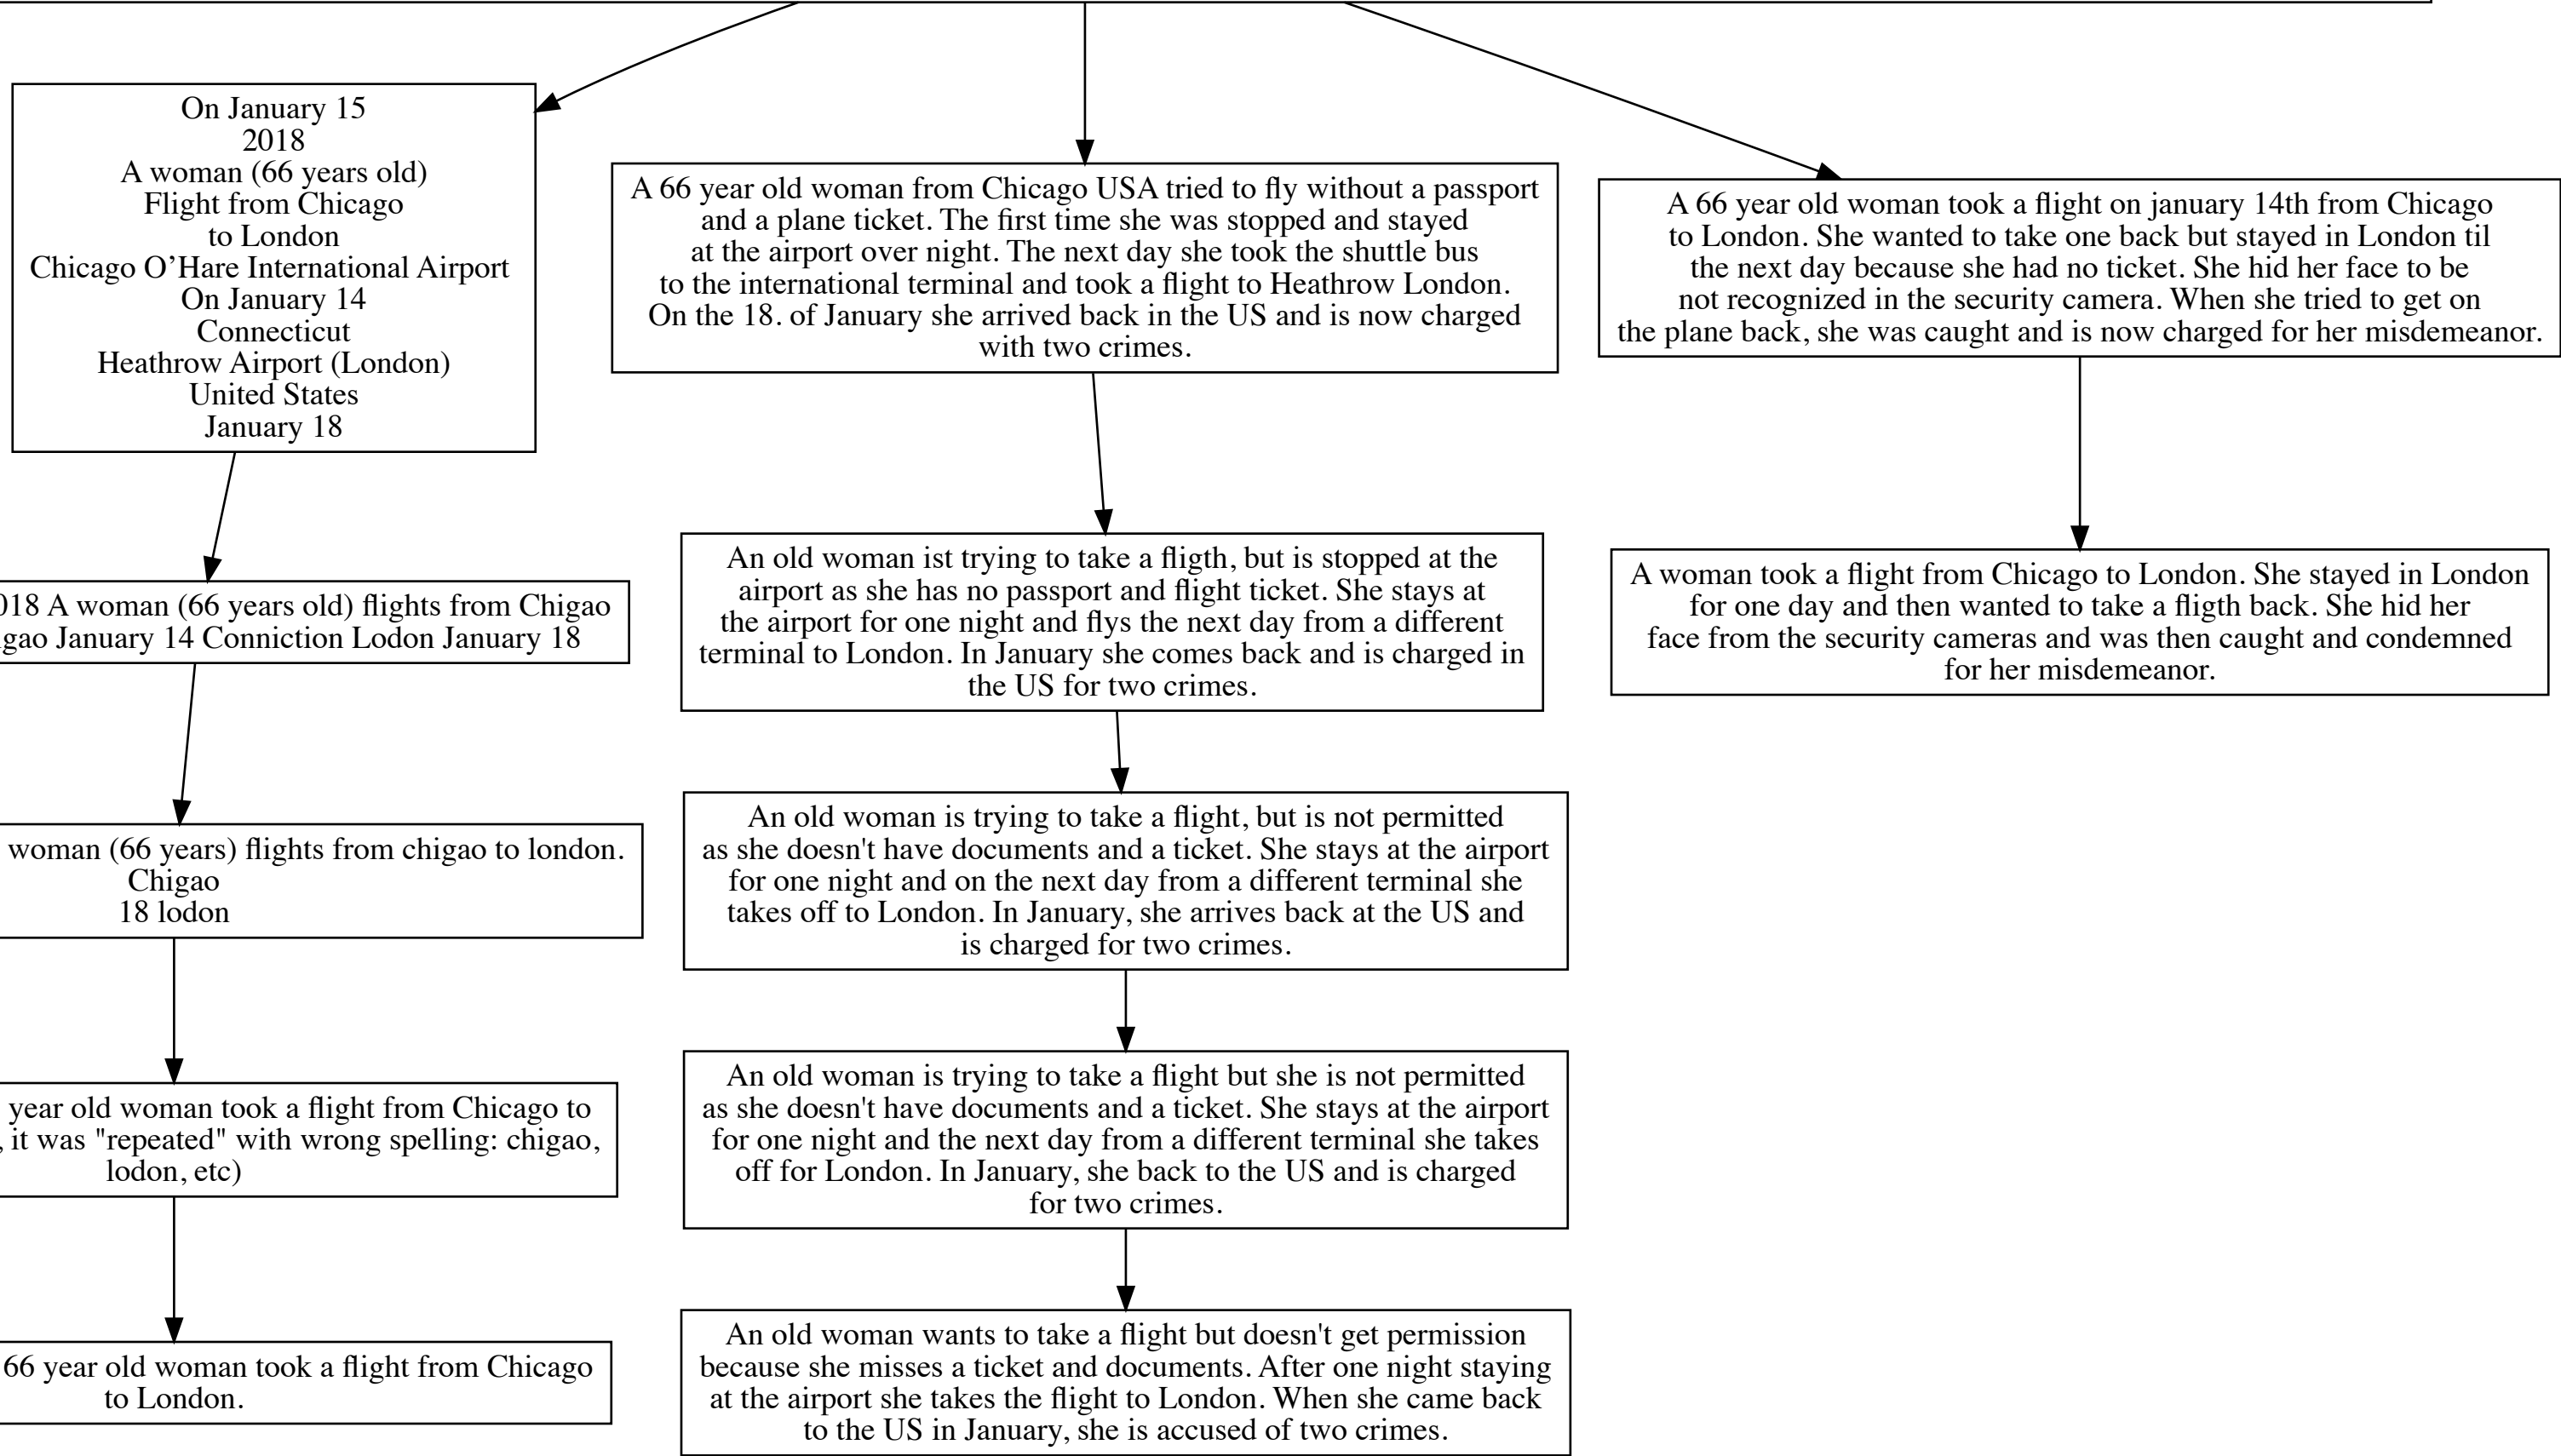 On January 15
2018
A woman (66 years old)
Flight from Chicago
to London
Chicago O’Hare International Airport
On January 14
Connecticut
Heathrow Airport (London)
United States
January 18
018 A woman (66 years old) flights from Chigao
gao January 14 Conniction Lodon January 18
woman (66 years) flights from chigao to london.
Chigao
18 lodon
year old woman took a flight from Chicago to
, it was "repeated" with wrong spelling: chigao,
lodon, etc)
66 year old woman took a flight from Chicago
to London.
A 66 year old woman from Chicago USA tried to fly without a passport
and a plane ticket. The first time she was stopped and stayed
at the airport over night. The next day she took the shuttle bus
to the international terminal and took a flight to Heathrow London.
On the 18. of January she arrived back in the US and is now charged
with two crimes.
An old woman ist trying to take a fligth, but is stopped at the
airport as she has no passport and flight ticket. She stays at
the airport for one night and flys the next day from a different
terminal to London. In January she comes back and is charged in
the US for two crimes.
An old woman is trying to take a flight, but is not permitted
as she doesn't have documents and a ticket. She stays at the airport
for one night and on the next day from a different terminal she
takes off to London. In January, she arrives back at the US and
is charged for two crimes.
An old woman is trying to take a flight but she is not permitted
as she doesn't have documents and a ticket. She stays at the airport
for one night and the next day from a different terminal she takes
off for London. In January, she back to the US and is charged
for two crimes.
An old woman wants to take a flight but doesn't get permission
because she misses a ticket and documents. After one night staying
at the airport she takes the flight to London. When she came back
to the US in January, she is accused of two crimes.
A 66 year old woman took a flight on january 14th from Chicago
to London. She wanted to take one back but stayed in London til
the next day because she had no ticket. She hid her face to be
not recognized in the security camera. When she tried to get on
the plane back, she was caught and is now charged for her misdemeanor.
A woman took a flight from Chicago to London. She stayed in London
for one day and then wanted to take a fligth back. She hid her
face from the security cameras and was then caught and condemned
for her misdemeanor.